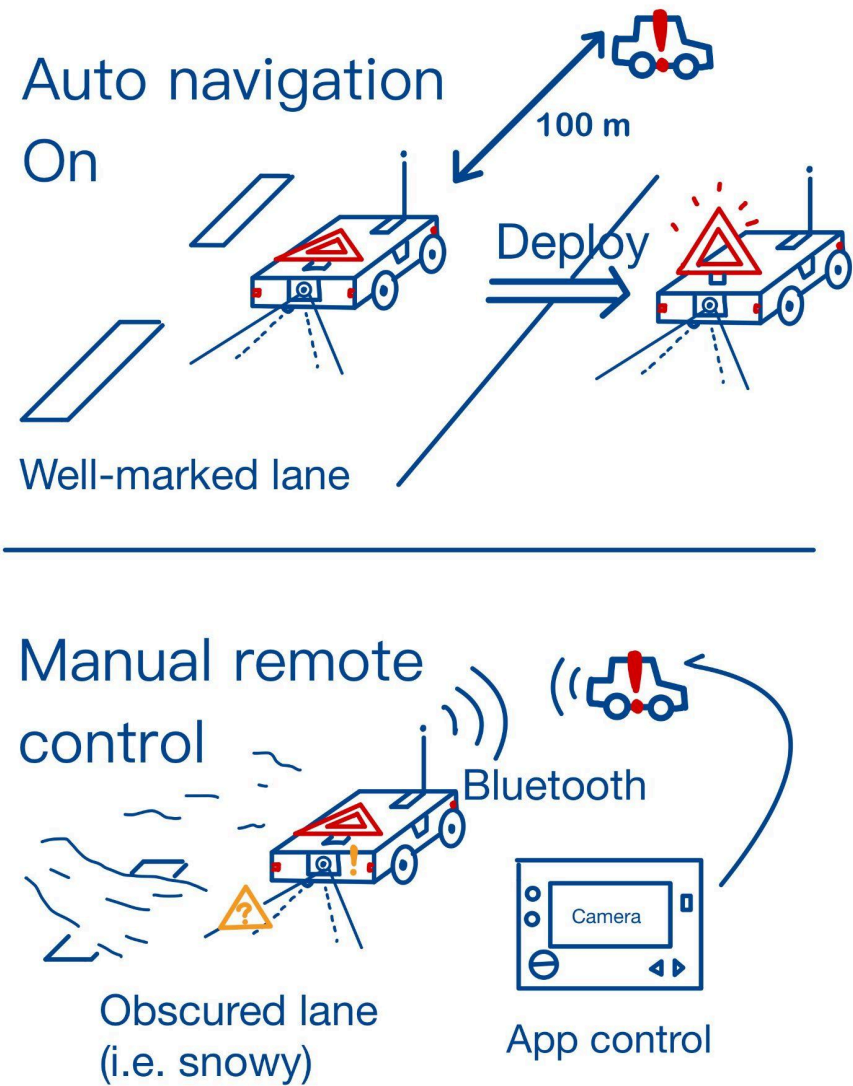 Auto navigation
On
100 m
Deploy
Well-marked lane
Manual remote
control
Bluetooth
?
Camera
Obscured lane
(i.e. snowy)
App control